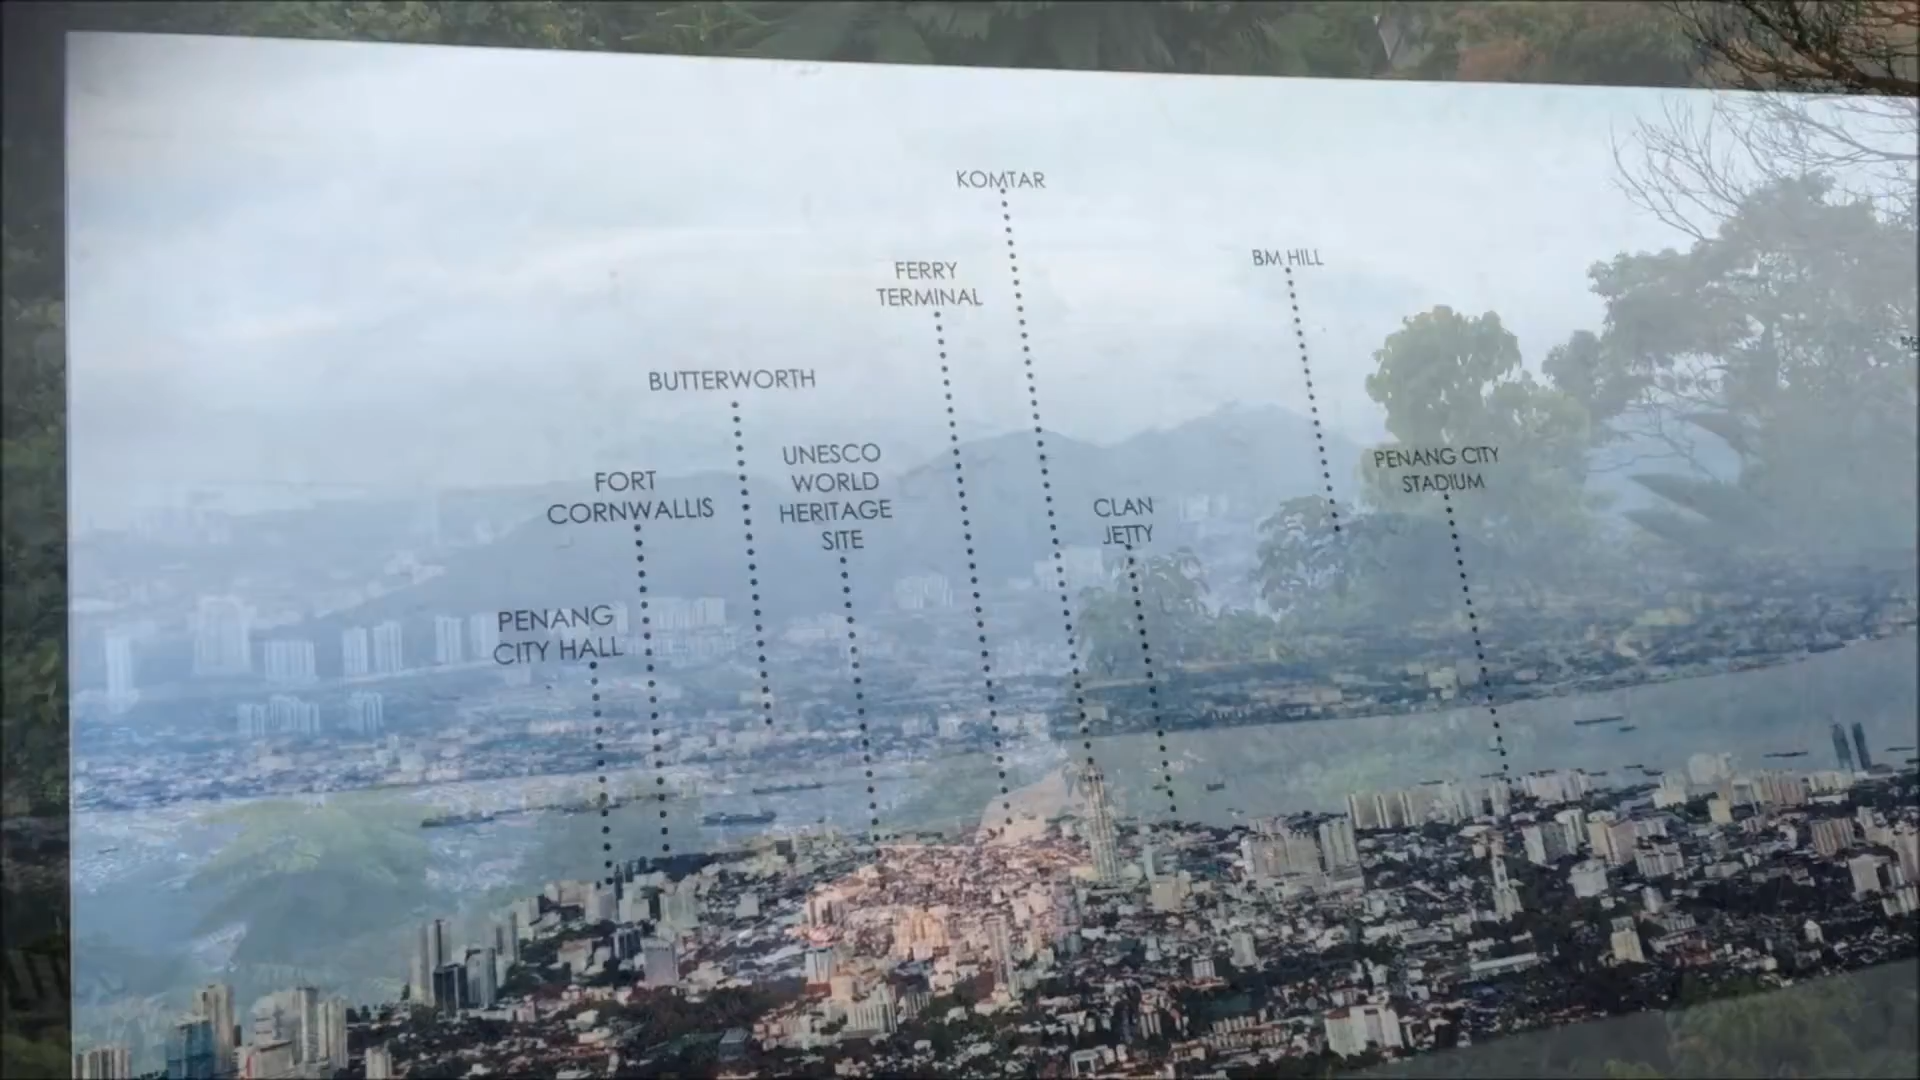 KOMTAR
FERRY
TERMINAL
BM HILL
BUTTERWORTH
UNESCO
WORLD
HERITAGE
SITE
FORT
CORNWALLIS
CLAN
JETTY
PENANG CITY
STADIUM
PENANG
CITY HALL